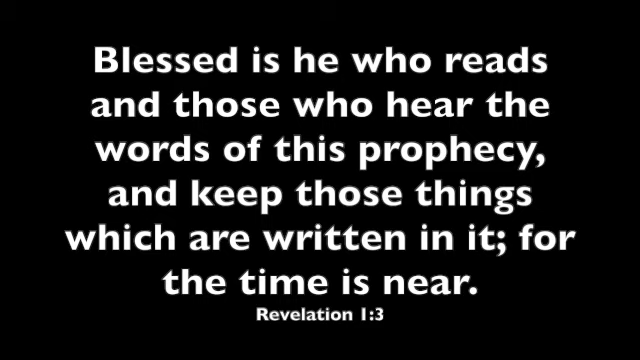 Blessed is he who reads
and those who hear the
words of this prophecy,
and keep those things
which are written in it; for
the time is near.
Revelation 1:3